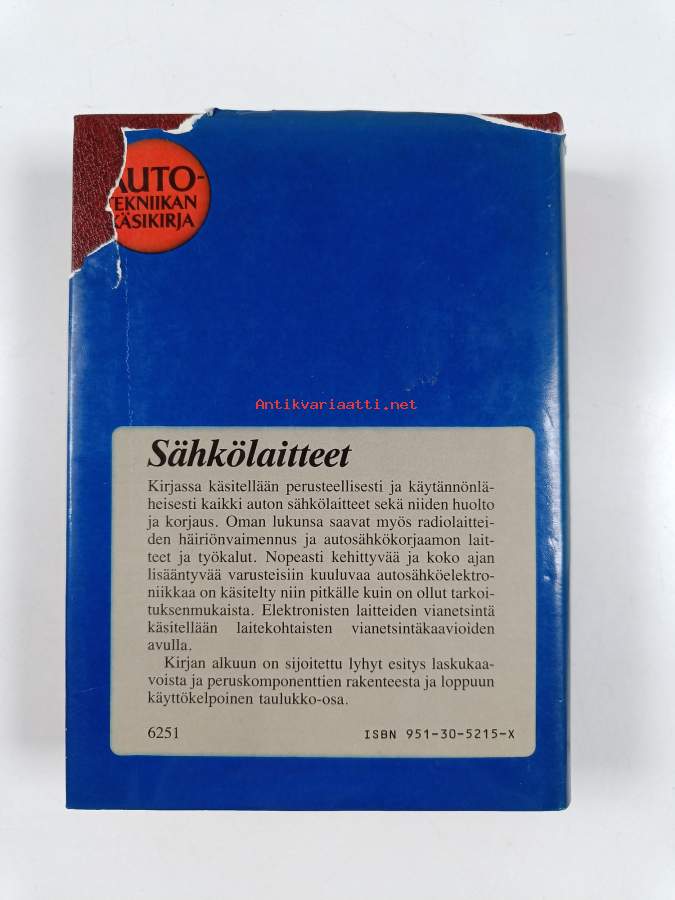 AUTO-
TEKNIIKAN
KÄSIKIRJA
Antikvariaatti.net
Sähkölaitteet
Kirjassa käsitellään perusteellisesti ja käytännönlä-
heisesti kaikki auton sähkölaitteet sekä niiden huolto
ja korjaus. Oman lukunsa saavat myös radiolaittei-
den häiriönvaimennus ja autosähkökorjaamon lait-
teet ja työkalut. Nopeasti kehittyvää ja koko ajan
lisääntyvää varusteisiin kuuluvaa autosähköelektro-
niikkaa on käsitelty niin pitkälle kuin on ollut tarkoi-
tuksenmukaista. Elektronisten laitteiden vianetsintä
käsitellään laitekohtaisten vianetsintäkaavioiden
avulla.
Kirjan alkuun on sijoitettu lyhyt esitys laskukaa-
voista ja peruskomponenttien rakenteesta ja loppuun
käyttökelpoinen taulukko-osa.
6251 ISBN 951-30-5215-X